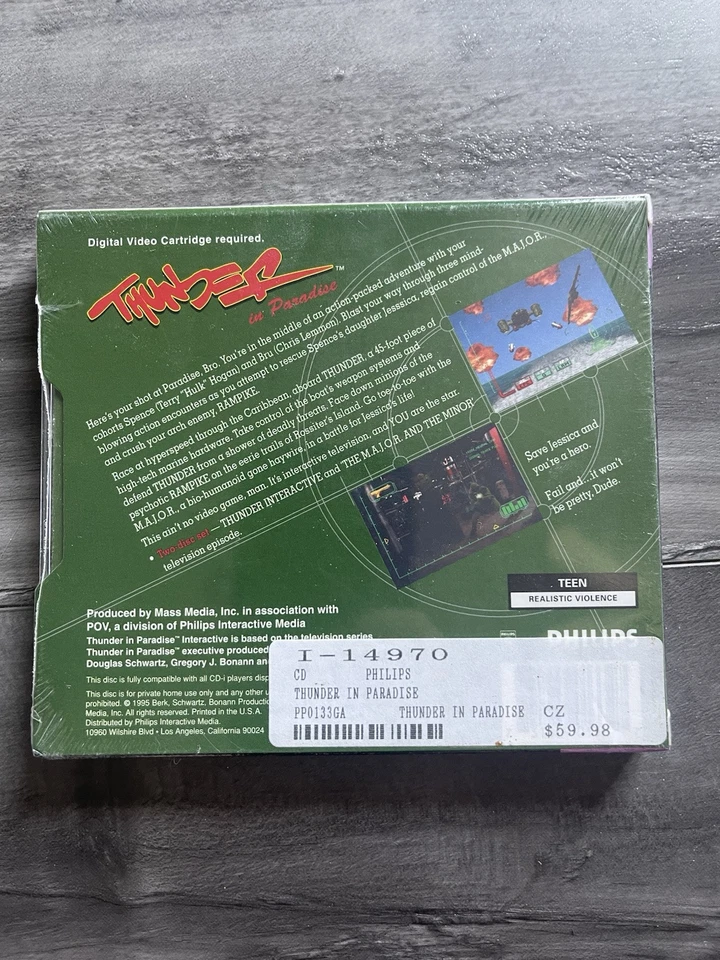 Digital Video Cartridge required.
THUNDER™
in Paradise
Here's your shot at Paradise, Bro. You're in the middle of an action-packed adventure with your
cohorts Spence (Terry "Hulk" Hogan) and Bru (Chris Lemmon). Blast your way through three mind-
blowing action encounters as you attempt to rescue Spence's daughter Jessica, regain control of the M.A.J.O.R.,
and crush your arch enemy, RAMPIKE.
Race at hyperspeed through the Caribbean, aboard THUNDER, a 45-foot piece of
high-tech marine hardware. Take control of the boat's weapon systems and
defend THUNDER from a shower of deadly threats. Face down minions of the
psychotic RAMPIKE on the eerie trails of Rossiter's Island. Go toe-to-toe with the
M.A.J.O.R., a bio-humanoid gone haywire, in a battle for Jessica's life!
This ain't no video game, man. It's interactive television, and YOU are the star.
• Two disc set — THUNDER INTERACTIVE and THE M.A.J.O.R. AND THE MINOR
television episode.
Save Jessica and
you're a hero.
Fail and...it won't
be pretty, Dude.
TEEN
REALISTIC VIOLENCE
PHILIPS
Produced by Mass Media, Inc. in association with
POV, a division of Philips Interactive Media
Thunder in Paradise™ Interactive is based on the television series
Thunder in Paradise™ executive produced
Douglas Schwartz, Gregory J. Bonann and
This disc is fully compatible with all CD-i players disp
This disc is for private home use only and any other u
prohibited. © 1995 Berk, Schwartz, Bonann Productio
Media, Inc. All rights reserved. Printed in the U.S.A.
Distributed by Philips Interactive Media.
10960 Wilshire Blvd • Los Angeles, California 90024
I-14970
CD PHILIPS
THUNDER IN PARADISE
PP0133GA THUNDER IN PARADISE CZ
$59.98